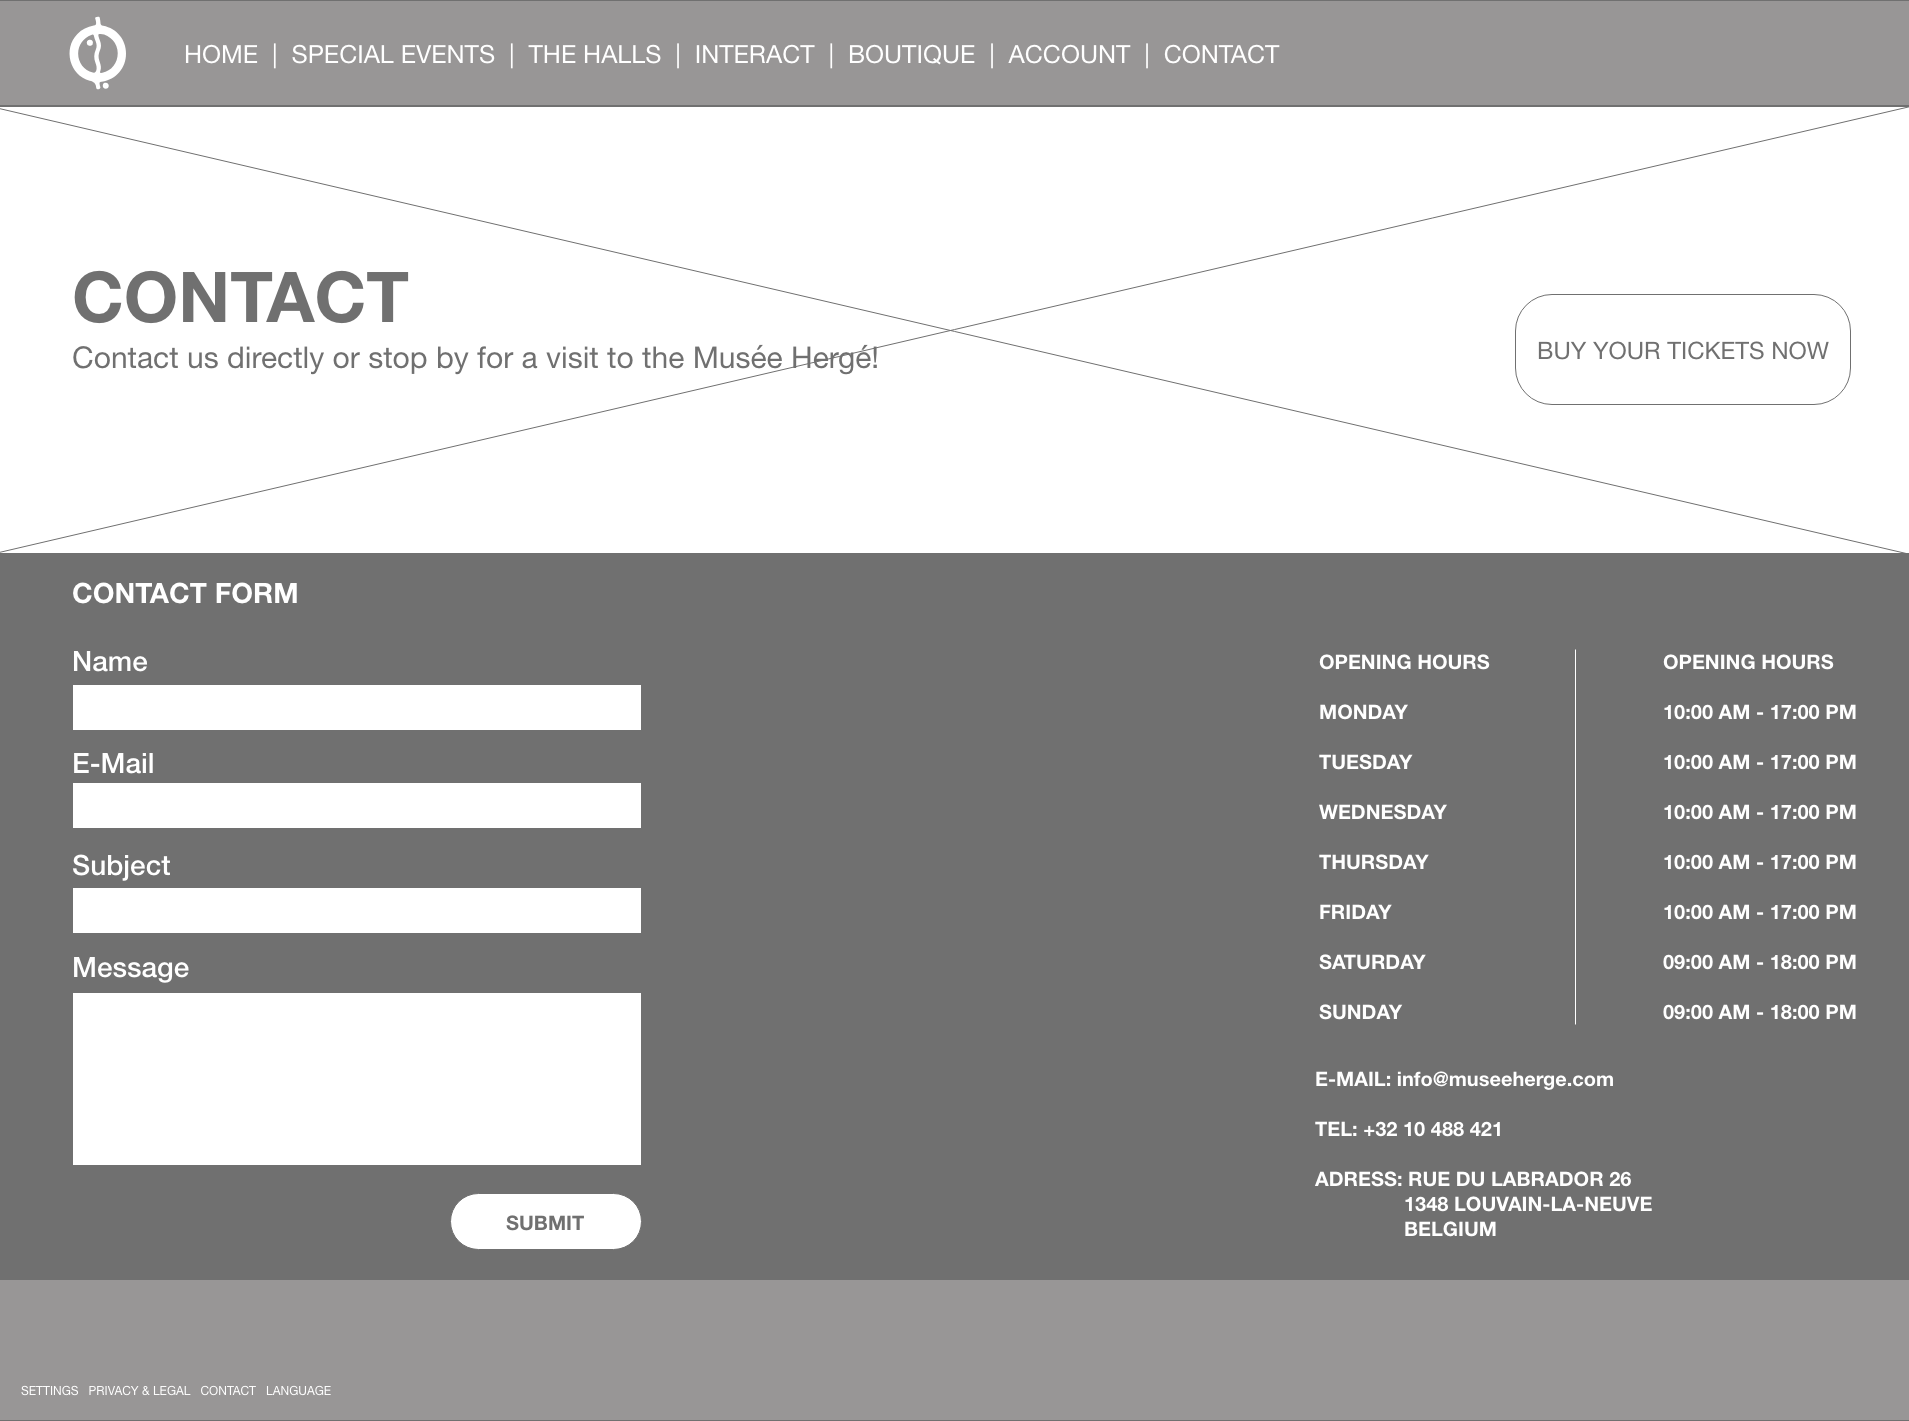 HOME | SPECIAL EVENTS | THE HALLS | INTERACT | BOUTIQUE | ACCOUNT | CONTACT
CONTACT
Contact us directly or stop by for a visit to the Musée Hergé!
BUY YOUR TICKETS NOW
CONTACT FORM
Name
E-Mail
Subject
Message
SUBMIT
OPENING HOURS OPENING HOURS
MONDAY 10:00 AM - 17:00 PM
TUESDAY 10:00 AM - 17:00 PM
WEDNESDAY 10:00 AM - 17:00 PM
THURSDAY 10:00 AM - 17:00 PM
FRIDAY 10:00 AM - 17:00 PM
SATURDAY 09:00 AM - 18:00 PM
SUNDAY 09:00 AM - 18:00 PM
E-MAIL: info@museeherge.com
TEL: +32 10 488 421
ADRESS: RUE DU LABRADOR 26
1348 LOUVAIN-LA-NEUVE
BELGIUM
SETTINGS PRIVACY & LEGAL CONTACT LANGUAGE